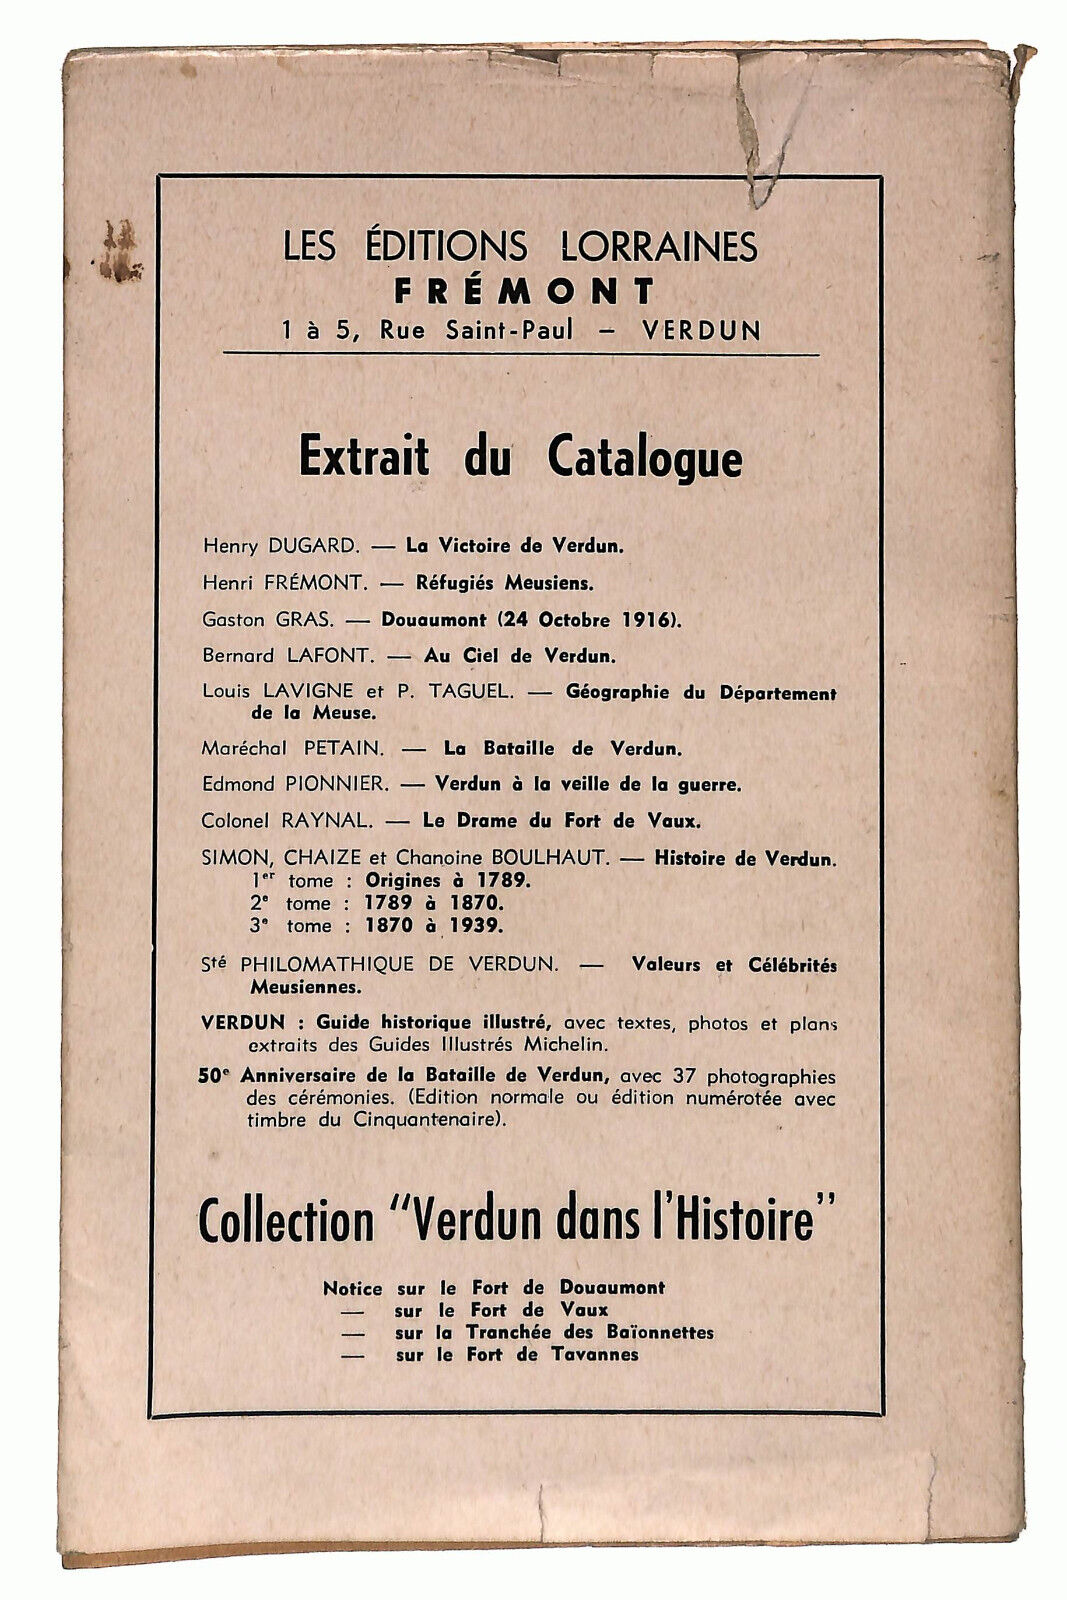 LES ÉDITIONS LORRAINES
FRÉMONT
1 à 5, Rue Saint-Paul — VERDUN
Extrait du Catalogue
Henry DUGARD. — La Victoire de Verdun.
Henri FRÉMONT. — Réfugiés Meusiens.
Gaston GRAS. — Douaumont (24 Octobre 1916).
Bernard LAFONT. — Au Ciel de Verdun.
Louis LAVIGNE et P. TAGUEL. — Géographie du Département
de la Meuse.
Maréchal PETAIN. — La Bataille de Verdun.
Edmond PIONNIER. — Verdun à la veille de la guerre.
Colonel RAYNAL. — Le Drame du Fort de Vaux.
SIMON, CHAIZE et Chanoine BOULHAUT. — Histoire de Verdun.
1er tome : Origines à 1789.
2e tome : 1789 à 1870.
3e tome : 1870 à 1939.
Sté PHILOMATHIQUE DE VERDUN. — Valeurs et Célébrités
Meusiennes.
VERDUN : Guide historique illustré, avec textes, photos et plans
extraits des Guides Illustrés Michelin.
50e Anniversaire de la Bataille de Verdun, avec 37 photographies
des cérémonies. (Edition normale ou édition numérotée avec
timbre du Cinquantenaire).
Collection "Verdun dans l'Histoire"
Notice sur le Fort de Douaumont
— sur le Fort de Vaux
— sur la Tranchée des Baïonnettes
— sur le Fort de Tavannes